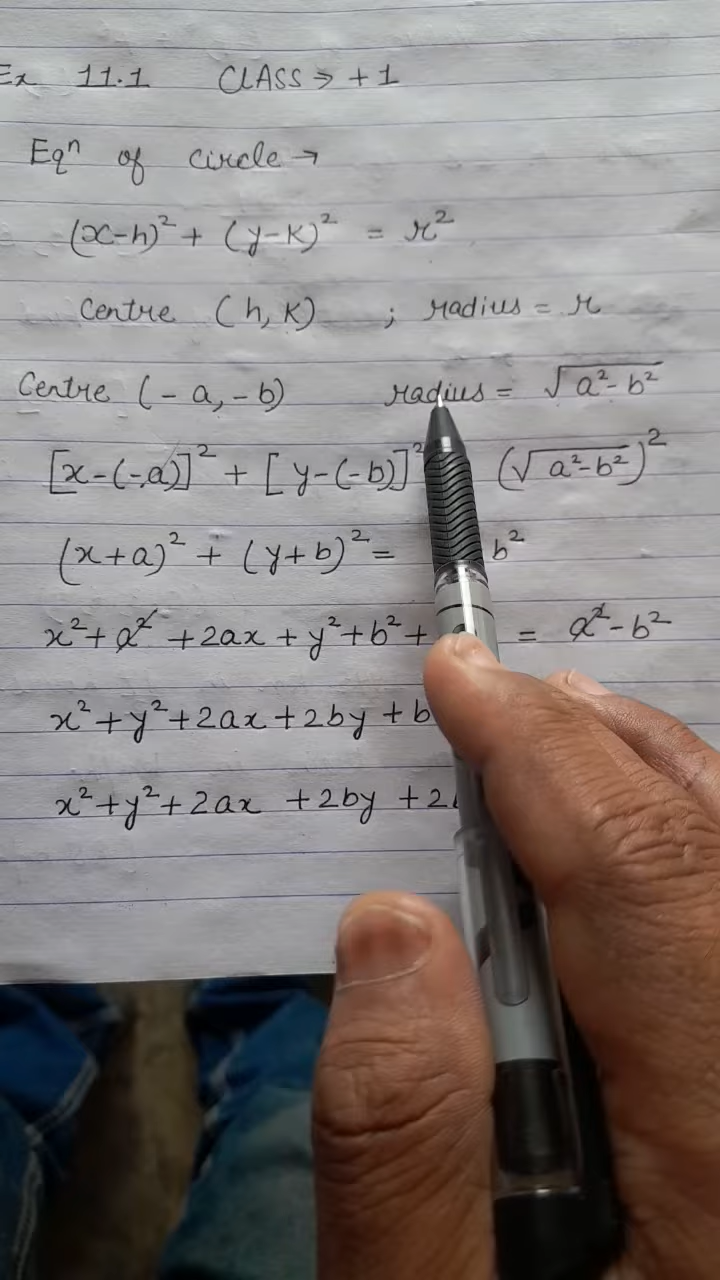 Ex 11.1 CLASS → +1
Eqⁿ of circle →
(x-h)² + (y-k)² = r²
Centre (h, k) ; radius = r
Centre (-a, -b) radius = √a²-b²
[x-(-a)]² + [y-(-b)]² (√a²-b²)²
(x+a)² + (y+b)² = b²
x² + a² + 2ax + y² + b² + = a² - b²
x² + y² + 2ax + 2by + b
x² + y² + 2ax + 2by + 2